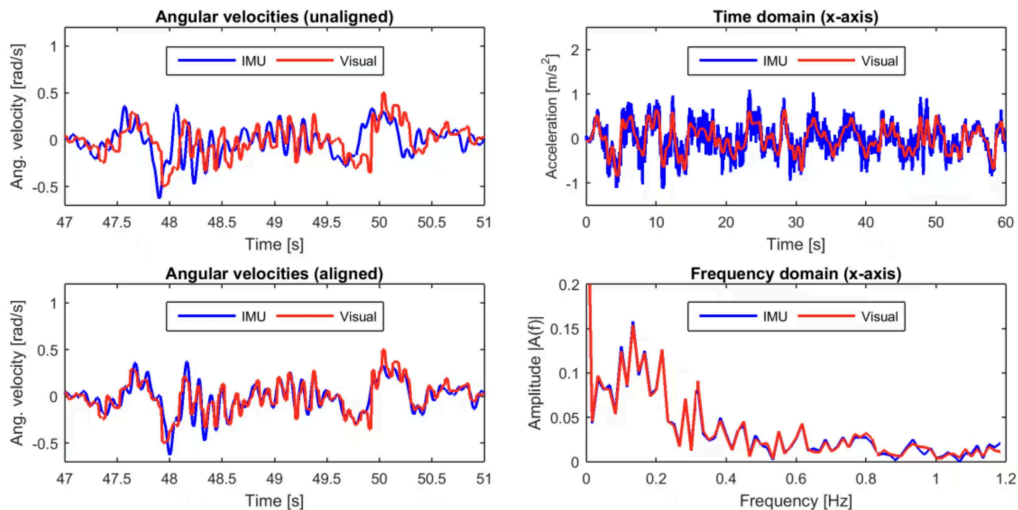 Angular velocities (unaligned)
Ang. velocity [rad/s]
1
0.5
0
-0.5
IMU Visual
47 47.5 48 48.5 49 49.5 50 50.5 51
Time [s]
Time domain (x-axis)
Acceleration [m/s²]
2
1
0
-1
IMU Visual
0 10 20 30 40 50 60
Time [s]
Angular velocities (aligned)
Ang. velocity [rad/s]
1
0.5
0
-0.5
IMU Visual
47 47.5 48 48.5 49 49.5 50 50.5 51
Time [s]
Frequency domain (x-axis)
Amplitude |A(f)|
0.2
0.15
0.1
0.05
0
IMU Visual
0 0.2 0.4 0.6 0.8 1 1.2
Frequency [Hz]